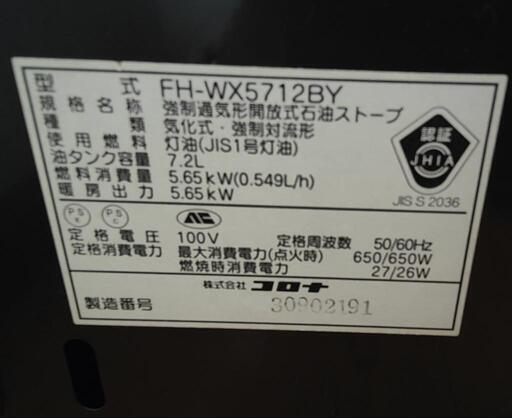 型式 FH-WX5712BY
規格名称 強制通気形開放式石油ストーブ
種類 気化式・強制対流形
使用燃料 灯油(JIS1号灯油)
油タンク容量 7.2L
燃料消費量 5.65kW(0.549L/h)
暖房出力 5.65kW
認証
JHIA
JIS S 2036
PS
PS
C
定格電圧 100V 定格周波数 50/60Hz
定格消費電力 最大消費電力(点火時) 650/650W
燃焼時消費電力 27/26W
株式会社 コロナ
製造番号 30902191